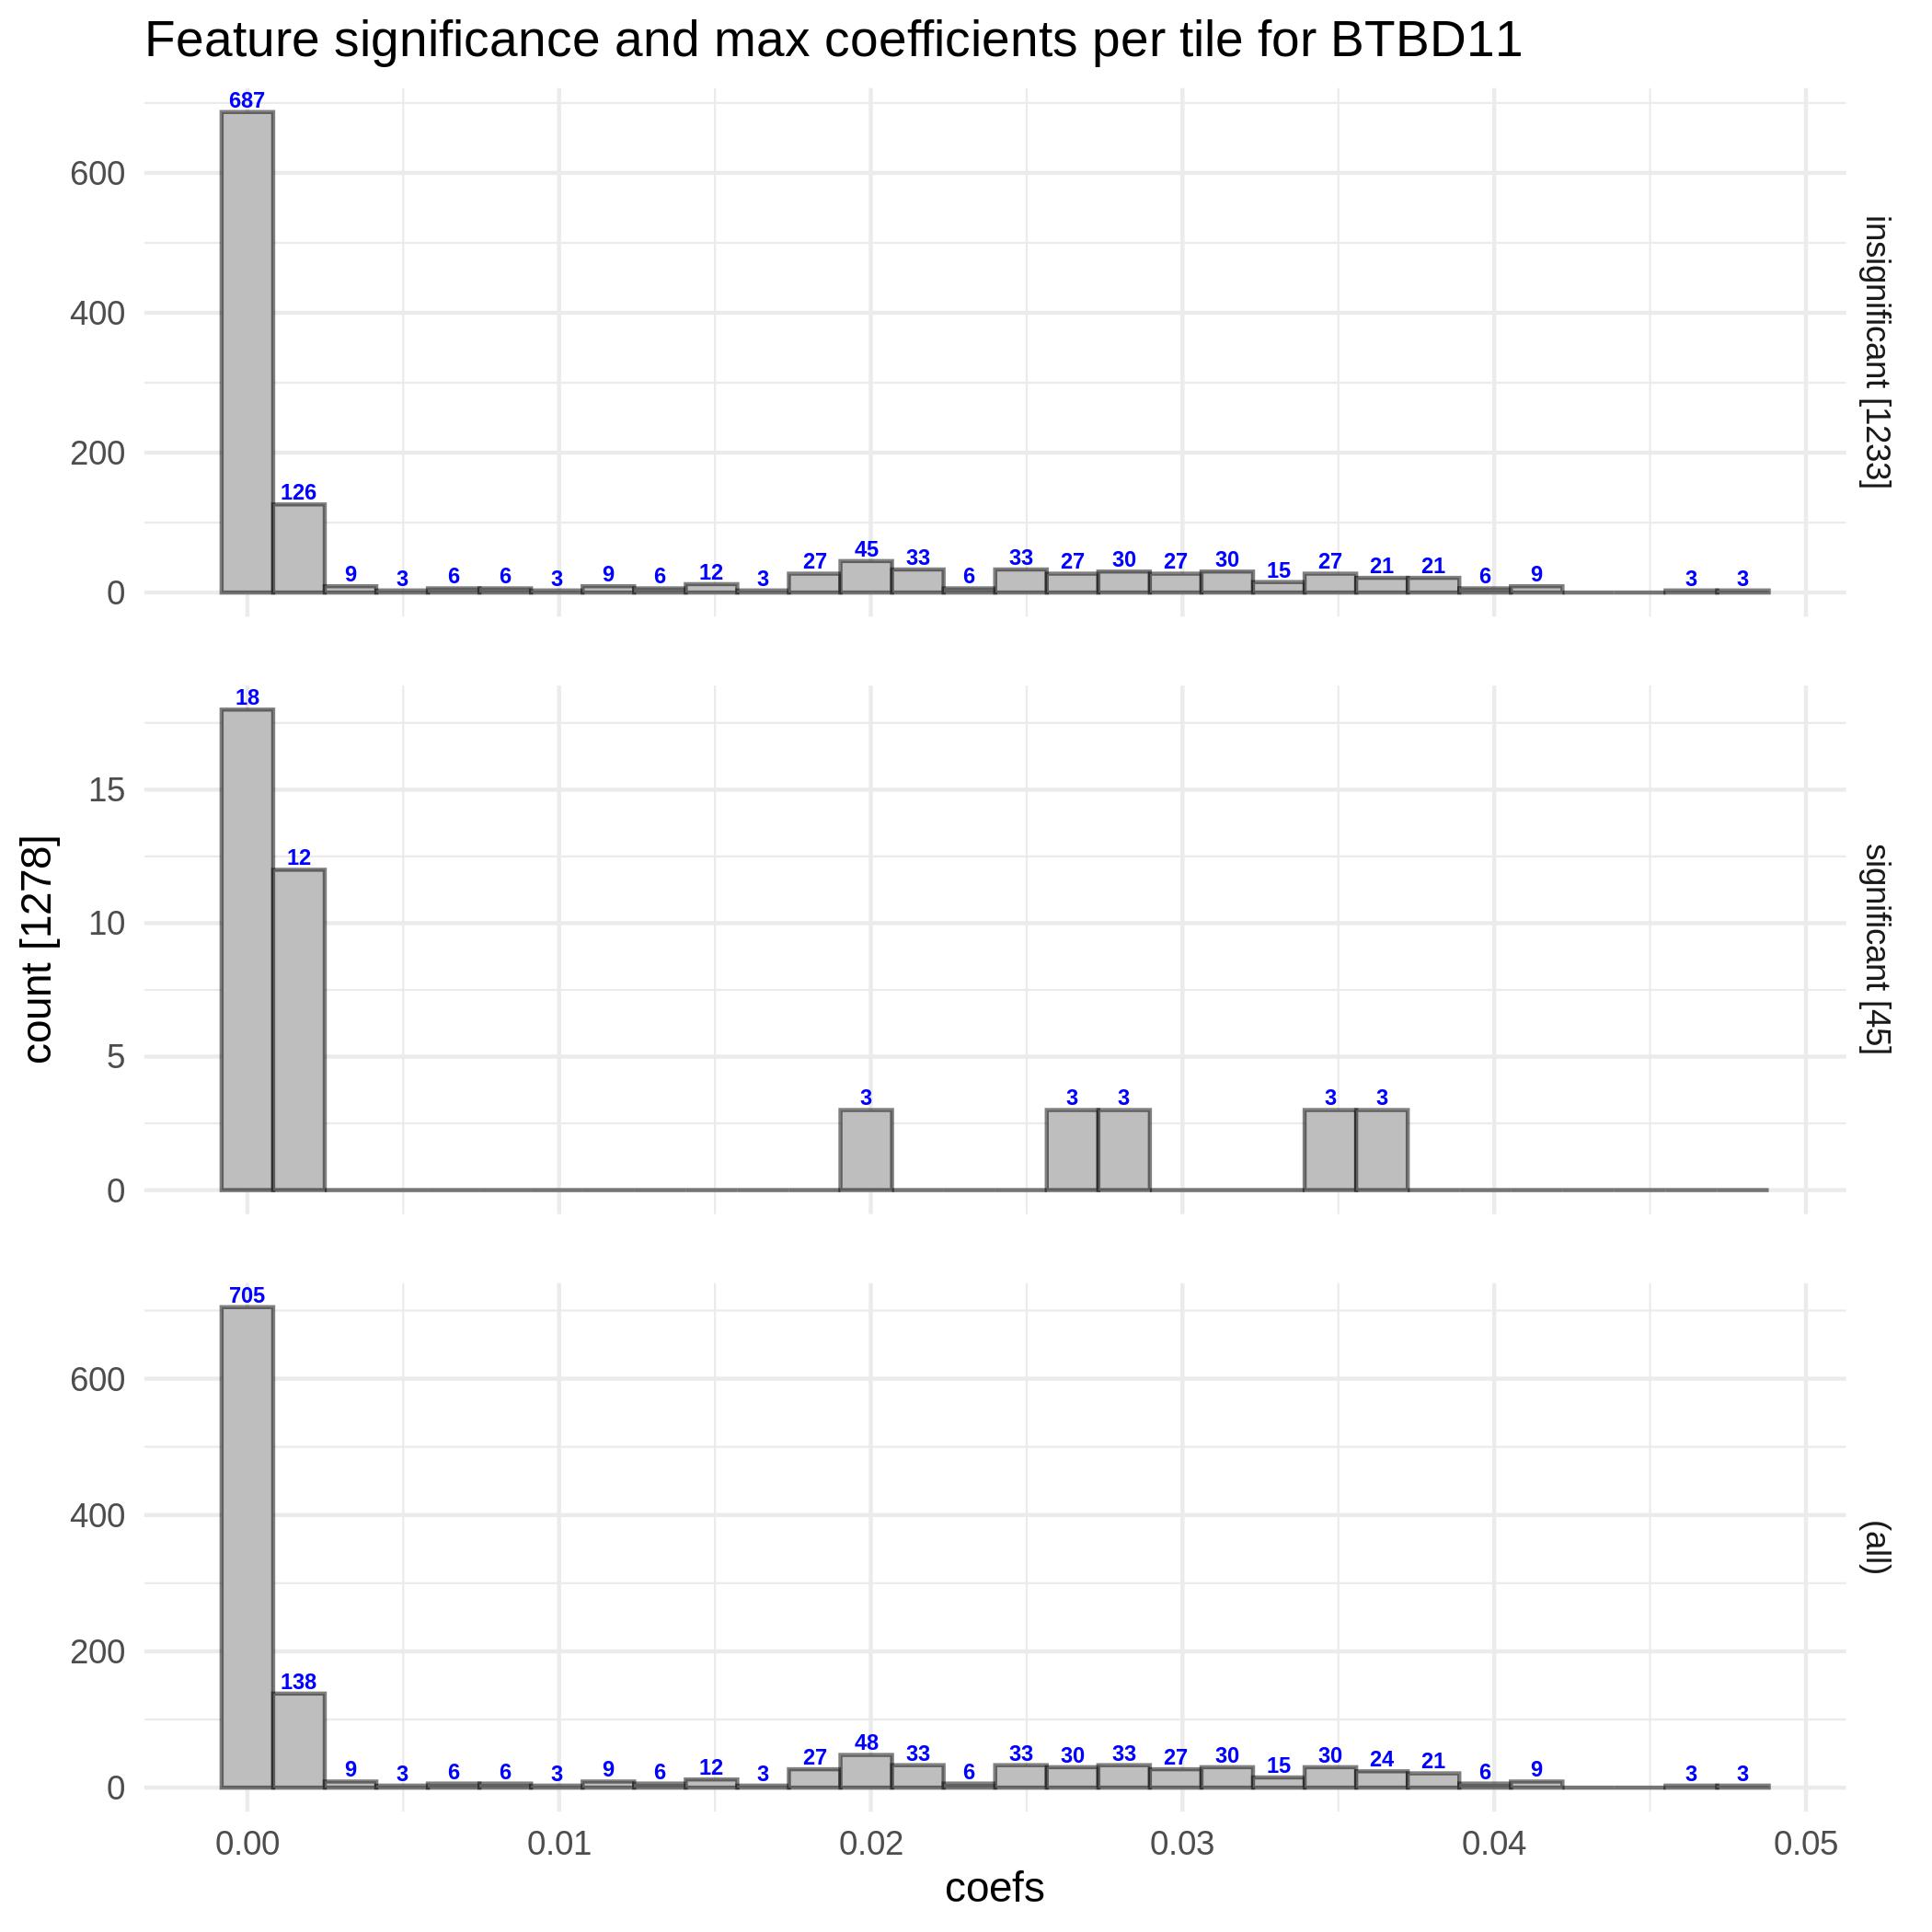 Feature significance and max coefficients per tile for BTBD11
687
600
400
200
126
9 3 6 6 3 9 6 12 3 27 45 33 6 33 27 30 27 30 15 27 21 21 6 9 3 3
0
insignificant [1233]
18
15
12
10
5
3 3 3 3 3
0
significant [45]
count [1278]
705
600
400
200
138
9 3 6 6 3 9 6 12 3 27 48 33 6 33 30 33 27 30 15 30 24 21 6 9 3 3
0
(all)
0.00 0.01 0.02 0.03 0.04 0.05
coefs